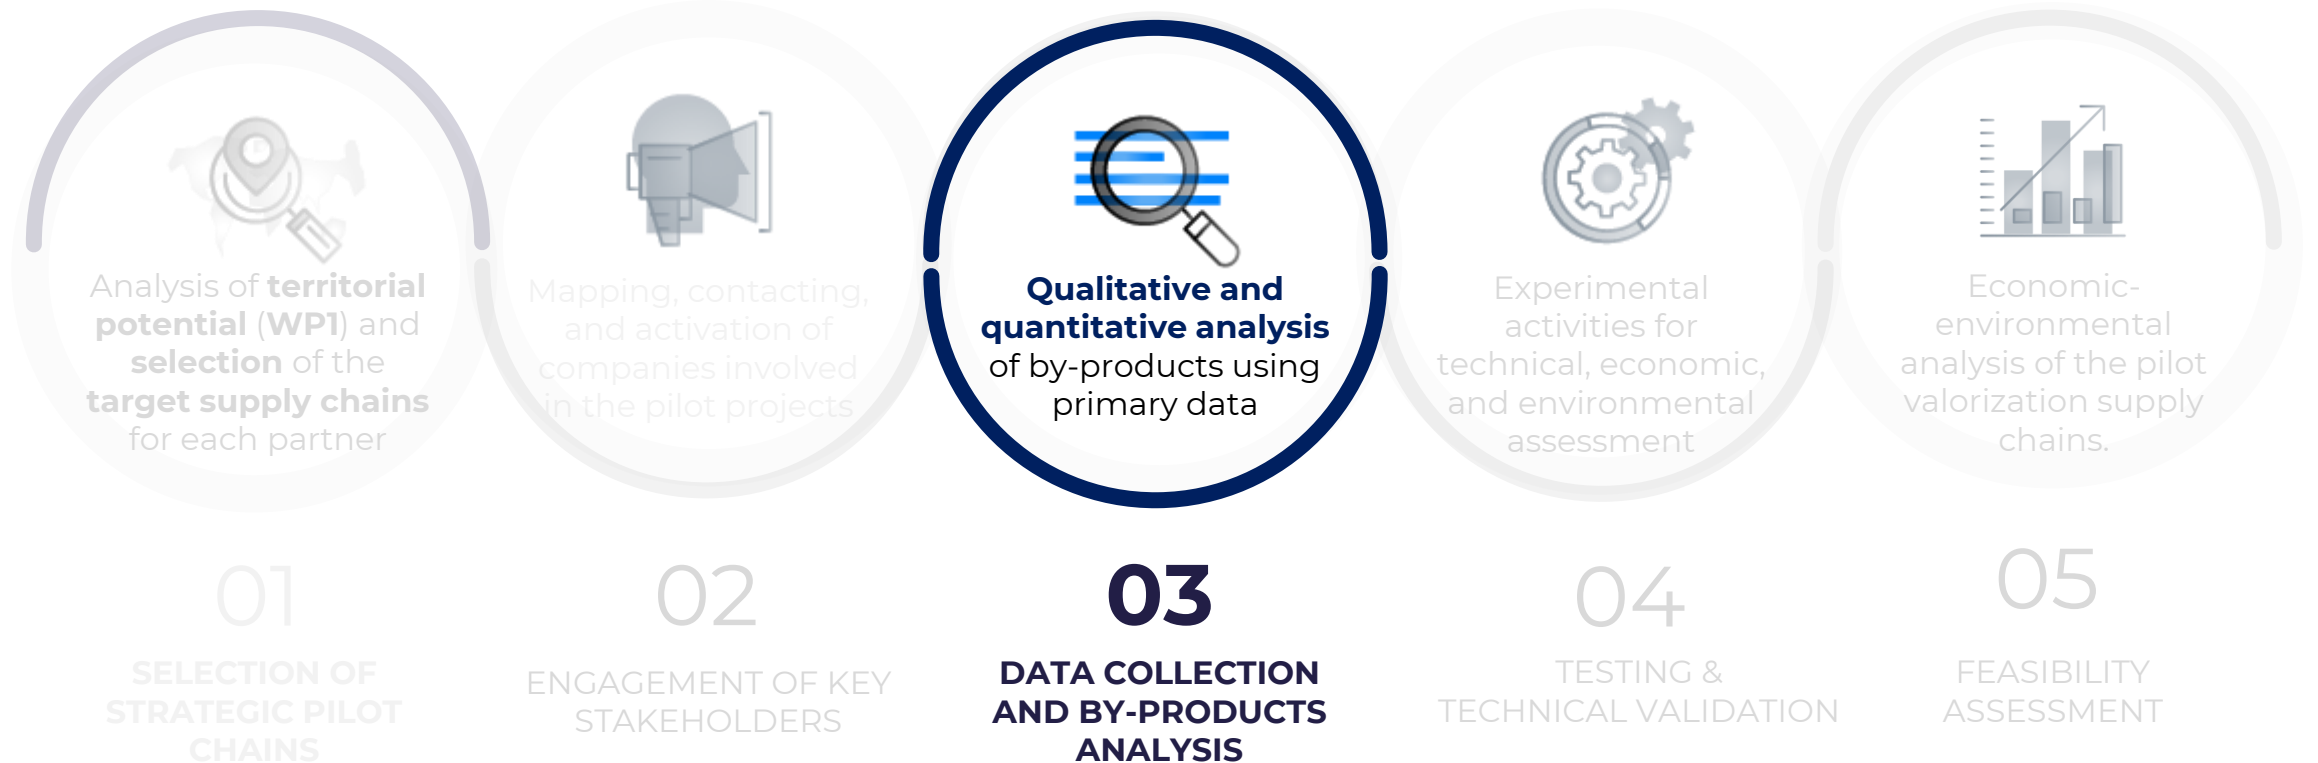 Analysis of territorial
potential (WP1) and
selection of the
target supply chains
for each partner
Mapping, contacting,
and activation of
companies involved
in the pilot projects
Qualitative and
quantitative analysis
of by-products using
primary data
Experimental
activities for
technical, economic,
and environmental
assessment
Economic-
environmental
analysis of the pilot
valorization supply
chains.
01
SELECTION OF
STRATEGIC PILOT
CHAINS
02
ENGAGEMENT OF KEY
STAKEHOLDERS
03
DATA COLLECTION
AND BY-PRODUCTS
ANALYSIS
04
TESTING &
TECHNICAL VALIDATION
05
FEASIBILITY
ASSESSMENT